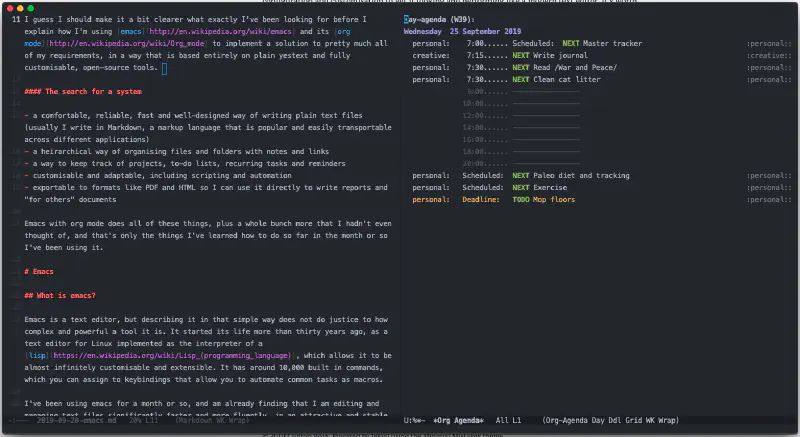 11 I guess I should make it a bit clearer what exactly I've been looking for before I
explain how I'm using [emacs](http://en.wikipedia.org/wiki/emacs) and its [org
mode](http://en.wikipedia.org/wiki/Org_mode) to implement a solution to pretty much all
of my requirements, in a way that is based entirely on plain yestext and fully
customisable, open-source tools.
#### The search for a system
- a comfortable, reliable, fast and well-designed way of writing plain text files
(usually I write in Markdown, a markup language that is popular and easily transportable
across different applications)
- a heirarchical way of organising files and folders with notes and links
- a way to keep track of projects, to-do lists, recurring tasks and reminders
- customisable and adaptable, including scripting and automation
- exportable to formats like PDF and HTML so I can use it directly to write reports and
"for others" documents
Emacs with org mode does all of these things, plus a whole bunch more that I hadn't even
thought of, and that's only the things I've learned how to do so far in the month or so
I've been using it.
# Emacs
## What is emacs?
Emacs is a text editor, but describing it in that simple way does not do justice to how
complex and powerful a tool it is. It started its life more than thirty years ago, as a
text editor for Linux implemented as the interpreter of a
[lisp](https://en.wikipedia.org/wiki/Lisp_(programming_language), which allows it to be
almost infinitely customisable and extensible. It has around 10,000 built in commands,
which you can assign to keybindings that allow you to automate common tasks as macros.
I've been using emacs for a month or so, and am already finding that I am editing and
managing text files significantly faster and more fluently, in an attractive and stable
2019-09-20-emacs.md 20% L11 (Markdown WK Wrap)
Day-agenda (W39):
Wednesday 25 September 2019
personal: 7:00...... Scheduled: NEXT Master tracker :personal::
creative: 7:15...... NEXT Write journal :creative::
personal: 7:30...... NEXT Read /War and Peace/ :personal::
personal: 7:30...... NEXT Clean cat litter :personal::
10:00......
12:00......
14:00......
16:00......
18:00......
20:00......
personal: Scheduled: NEXT Paleo diet and tracking :personal::
personal: Scheduled: NEXT Exercise :personal::
personal: Deadline: TODO Mop floors :personal::
U:%*- *Org Agenda* All L1 (Org-Agenda Day Ddl Grid WK Wrap)